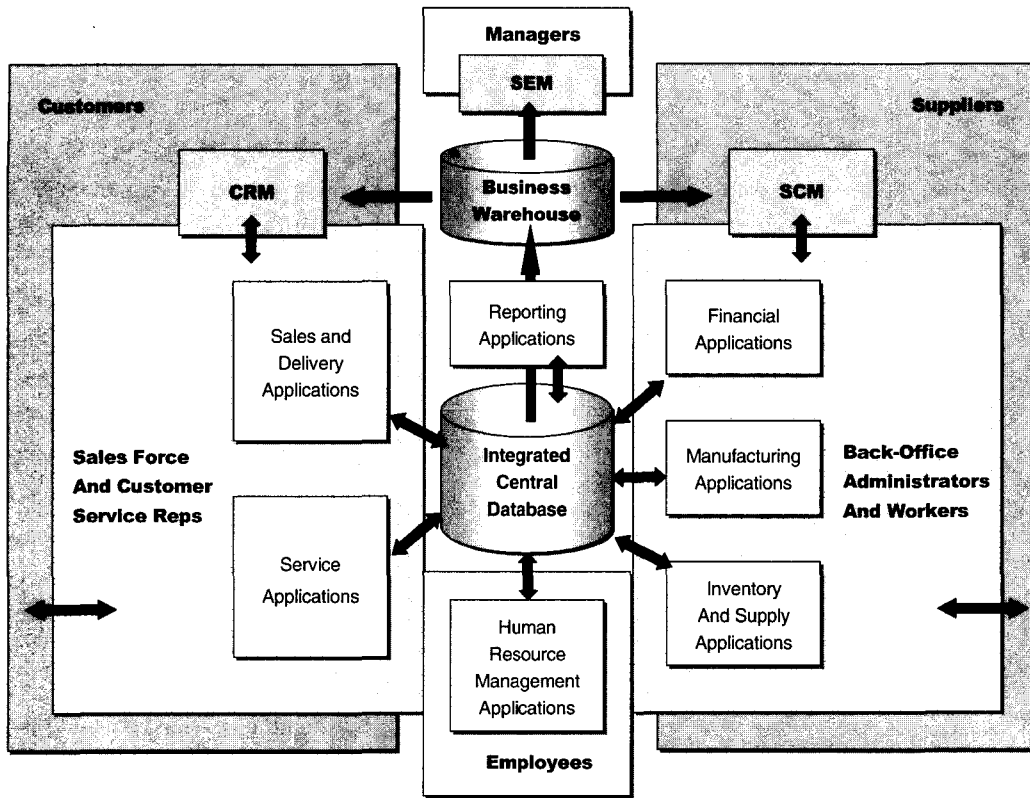 Managers
SEM
Customers
Suppliers
CRM
Business
Warehouse
SCM
Reporting
Applications
Sales and
Delivery
Applications
Financial
Applications
Sales Force
And Customer
Service Reps
Integrated
Central
Database
Manufacturing
Applications
Back-Office
Administrators
And Workers
Service
Applications
Inventory
And Supply
Applications
Human
Resource
Management
Applications
Employees